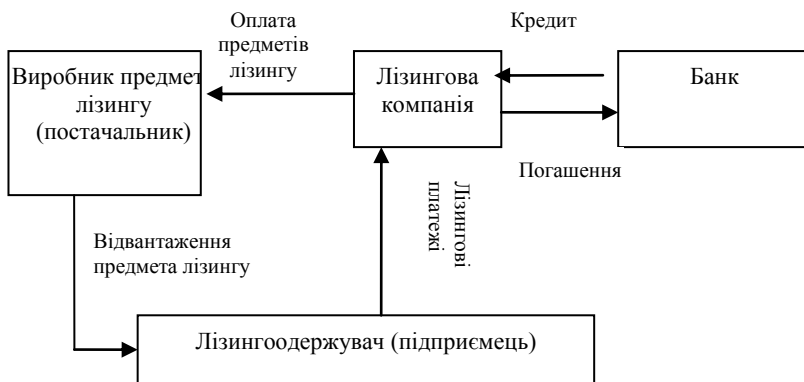 Оплата
предметів
лізингу
Кредит
Виробник предмет
лізингу
(постачальник)
Лізингова
компанія
Банк
Погашення
Лізингові
платежі
Відвантаження
предмета лізингу
Лізингоодержувач (підприємець)